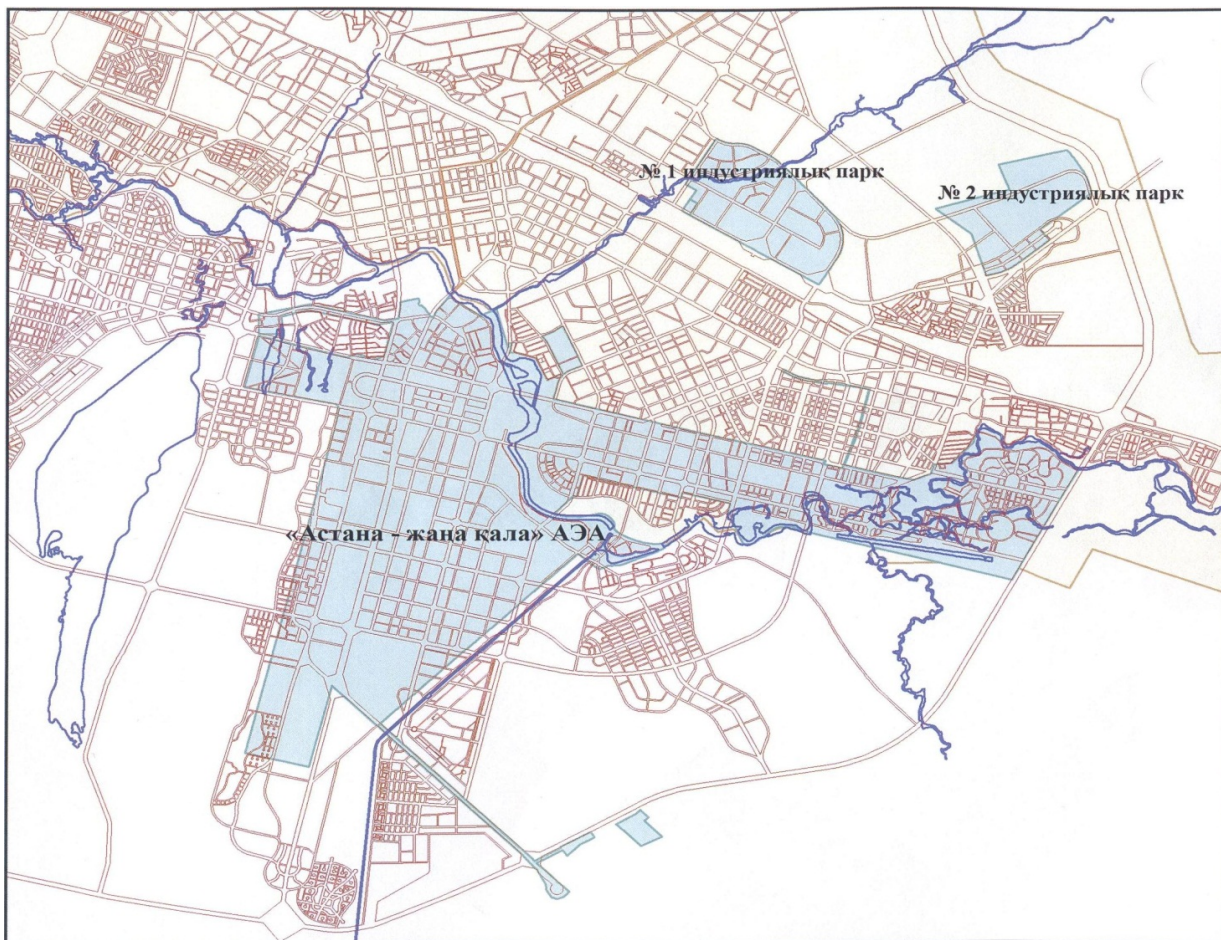 № 1 индустриялық парк
№ 2 индустриялық парк
«Астана - жаңа қала» АЭА